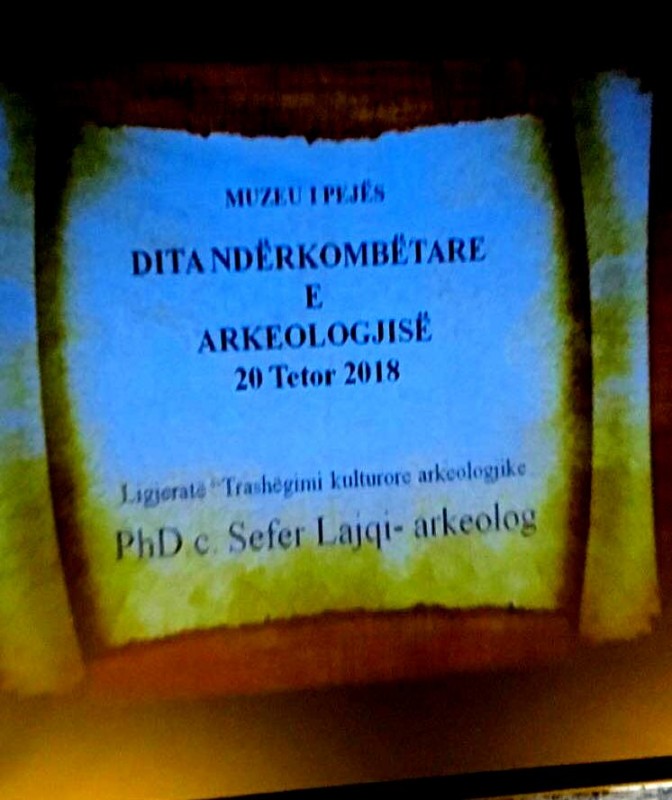 MUZEU I PEJËS
DITA NDËRKOMBËTARE
E
ARKEOLOGJISË
20 Tetor 2018
Ligjeratë "Trashëgimi kulturore arkeologjike
PhD c. Sefer Lajqi- arkeolog